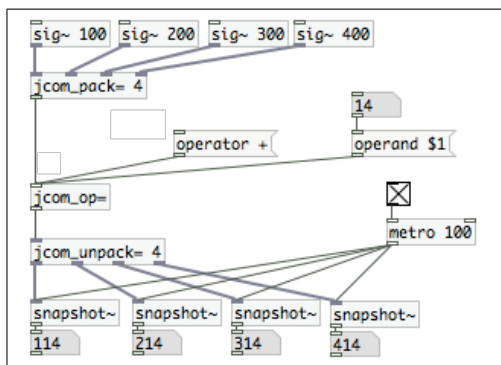 sig~ 100 sig~ 200 sig~ 300 sig~ 400
jcom_pack= 4
14
operator + operand $1
jcom_op=
metro 100
jcom_unpack= 4
snapshot~ snapshot~ snapshot~ snapshot~
114 214 314 414